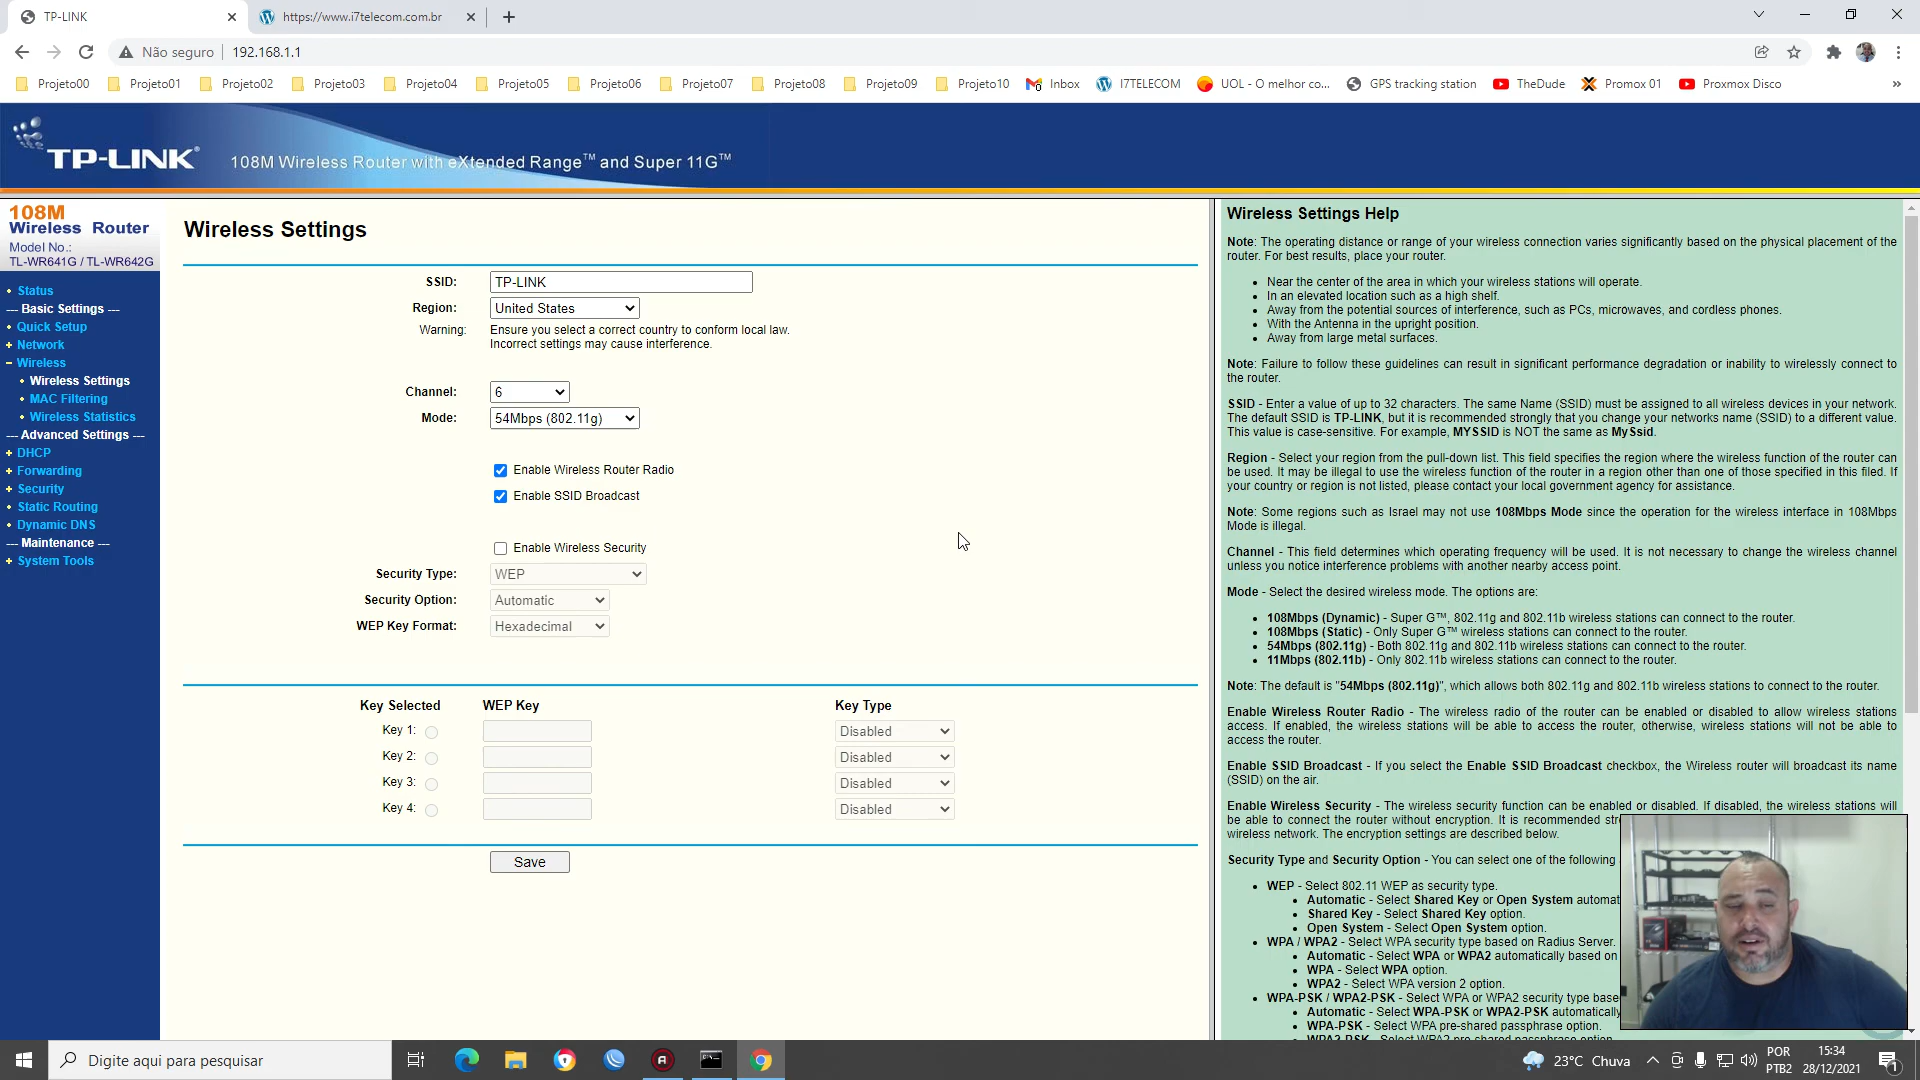 TP-LINK
https://www.i7telecom.com.br
Não seguro
192.168.1.1
Projeto00
Projeto01
Projeto02
Projeto03
Projeto04
Projeto05
Projeto06
Projeto07
Projeto08
Projeto09
Projeto10
Inbox
I7TELECOM
UOL - O melhor co...
GPS tracking station
TheDude
Promox 01
Proxmox Disco
TP-LINK®
108M Wireless Router with eXtended Range™ and Super 11G™
108M
Wireless Router
Model No.:
TL-WR641G / TL-WR642G
Status
--- Basic Settings ---
Quick Setup
Network
Wireless
Wireless Settings
MAC Filtering
Wireless Statistics
--- Advanced Settings ---
DHCP
Forwarding
Security
Static Routing
Dynamic DNS
--- Maintenance ---
System Tools
Wireless Settings
SSID: TP-LINK
Region: United States
Warning: Ensure you select a correct country to conform local law.
Incorrect settings may cause interference.
Channel: 6
Mode: 54Mbps (802.11g)
Enable Wireless Router Radio
Enable SSID Broadcast
Enable Wireless Security
Security Type: WEP
Security Option: Automatic
WEP Key Format: Hexadecimal
Key Selected WEP Key Key Type
Key 1: Disabled
Key 2: Disabled
Key 3: Disabled
Key 4: Disabled
Save
Wireless Settings Help
Note: The operating distance or range of your wireless connection varies significantly based on the physical placement of the
router. For best results, place your router.
Near the center of the area in which your wireless stations will operate.
In an elevated location such as a high shelf.
Away from the potential sources of interference, such as PCs, microwaves, and cordless phones.
With the Antenna in the upright position.
Away from large metal surfaces.
Note: Failure to follow these guidelines can result in significant performance degradation or inability to wirelessly connect to
the router.
SSID - Enter a value of up to 32 characters. The same Name (SSID) must be assigned to all wireless devices in your network.
The default SSID is TP-LINK, but it is recommended strongly that you change your networks name (SSID) to a different value.
This value is case-sensitive. For example, MYSSID is NOT the same as MySsid.
Region - Select your region from the pull-down list. This field specifies the region where the wireless function of the router can
be used. It may be illegal to use the wireless function of the router in a region other than one of those specified in this filed. If
your country or region is not listed, please contact your local government agency for assistance.
Note: Some regions such as Israel may not use 108Mbps Mode since the operation for the wireless interface in 108Mbps
Mode is illegal.
Channel - This field determines which operating frequency will be used. It is not necessary to change the wireless channel
unless you notice interference problems with another nearby access point.
Mode - Select the desired wireless mode. The options are:
108Mbps (Dynamic) - Super G™, 802.11g and 802.11b wireless stations can connect to the router.
108Mbps (Static) - Only Super G™ wireless stations can connect to the router.
54Mbps (802.11g) - Both 802.11g and 802.11b wireless stations can connect to the router.
11Mbps (802.11b) - Only 802.11b wireless stations can connect to the router.
Note: The default is "54Mbps (802.11g)", which allows both 802.11g and 802.11b wireless stations to connect to the router.
Enable Wireless Router Radio - The wireless radio of the router can be enabled or disabled to allow wireless stations
access. If enabled, the wireless stations will be able to access the router, otherwise, wireless stations will not be able to
access the router.
Enable SSID Broadcast - If you select the Enable SSID Broadcast checkbox, the Wireless router will broadcast its name
(SSID) on the air.
Enable Wireless Security - The wireless security function can be enabled or disabled. If disabled, the wireless stations will
be able to connect the router without encryption. It is recommended
wireless network. The encryption settings are described below.
Security Type and Security Option - You can select one of the following
WEP - Select 802.11 WEP as security type.
Automatic - Select Shared Key or Open System
Shared Key - Select Shared Key option.
Open System - Select Open System option.
WPA / WPA2 - Select WPA security type based on Radius Server.
Automatic - Select WPA or WPA2 automatically based on
WPA - Select WPA option.
WPA2 - Select WPA version 2 option.
WPA-PSK / WPA2-PSK - Select WPA or WPA2 security type
Automatic - Select WPA-PSK or WPA2-PSK
WPA-PSK - Select WPA pre-shared passphrase option.
Digite aqui para pesquisar
23°C Chuva
POR
PTB2
15:34
28/12/2021
1